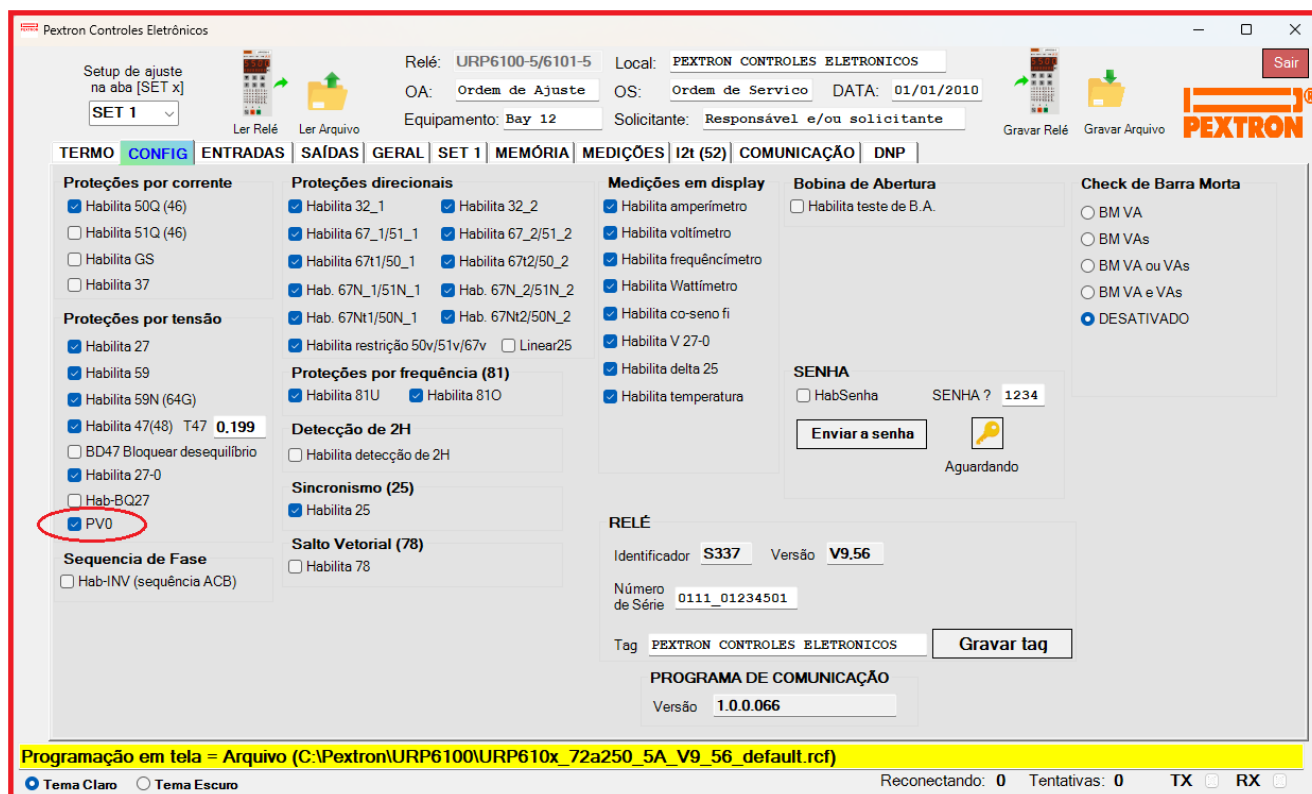 Pextron Controles Eletrônicos
Setup de ajuste
na aba [SET x]
SET 1
Ler Relé
Ler Arquivo
Relé: URP6100-5/6101-5
Local: PEXTRON CONTROLES ELETRONICOS
OA: Ordem de Ajuste
OS: Ordem de Servico
DATA: 01/01/2010
Equipamento: Bay 12
Solicitante: Responsável e/ou solicitante
Gravar Relé
Gravar Arquivo
Sair
PEXTRON®
TERMO CONFIG ENTRADAS SAÍDAS GERAL SET 1 MEMÓRIA MEDIÇÕES I2t (52) COMUNICAÇÃO DNP
Proteções por corrente
Habilita 50Q (46)
Habilita 51Q (46)
Habilita GS
Habilita 37
Proteções por tensão
Habilita 27
Habilita 59
Habilita 59N (64G)
Habilita 47(48) T47 0,199
BD47 Bloquear desequilíbrio
Habilita 27-0
Hab-BQ27
PV0
Sequencia de Fase
Hab-INV (sequência ACB)
Proteções direcionais
Habilita 32_1 Habilita 32_2
Habilita 67_1/51_1 Habilita 67_2/51_2
Habilita 67t1/50_1 Habilita 67t2/50_2
Hab. 67N_1/51N_1 Hab. 67N_2/51N_2
Hab. 67Nt1/50N_1 Hab. 67Nt2/50N_2
Habilita restrição 50v/51v/67v Linear25
Proteções por frequência (81)
Habilita 81U Habilita 81O
Detecção de 2H
Habilita detecção de 2H
Sincronismo (25)
Habilita 25
Salto Vetorial (78)
Habilita 78
Medições em display
Habilita amperímetro
Habilita voltímetro
Habilita frequêncímetro
Habilita Wattímetro
Habilita co-seno fi
Habilita V 27-0
Habilita delta 25
Habilita temperatura
Bobina de Abertura
Habilita teste de B.A.
SENHA
HabSenha SENHA ? 1234
Enviar a senha
Aguardando
Check de Barra Morta
BM VA
BM VAs
BM VA ou VAs
BM VA e VAs
DESATIVADO
RELÉ
Identificador S337 Versão V9,56
Número
de Série 0111_01234501
Tag PEXTRON CONTROLES ELETRONICOS Gravar taq
PROGRAMA DE COMUNICAÇÃO
Versão 1.0.0.066
Programação em tela = Arquivo (C:\Pextron\URP6100\URP610x_72a250_5A_V9_56_default.rcf)
Tema Claro Tema Escuro Reconectando: 0 Tentativas: 0 TX RX